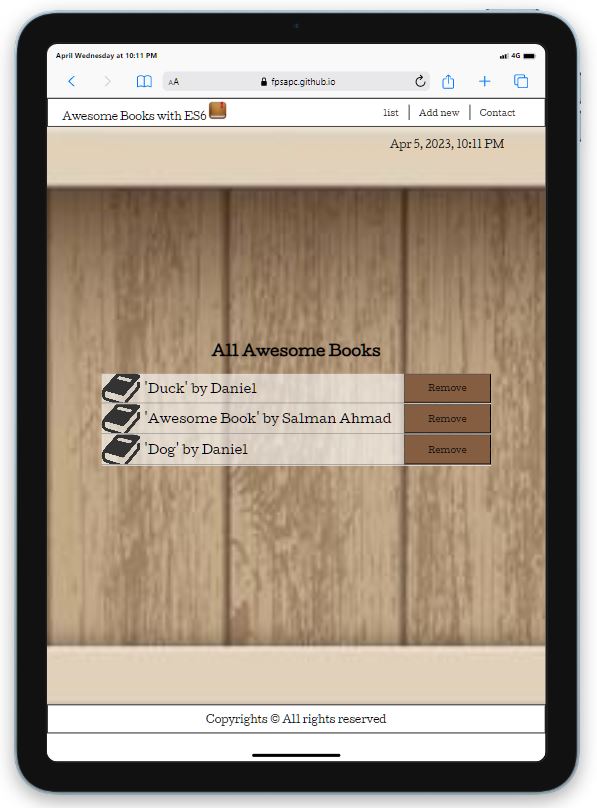 April Wednesday at 10:11 PM 4G
AA fpsapc.github.io
Awesome Books with ES6 list Add new Contact
Apr 5, 2023, 10:11 PM
All Awesome Books
'Duck' by Daniel Remove
'Awesome Book' by Salman Ahmad Remove
'Dog' by Daniel Remove
Copyrights © All rights reserved